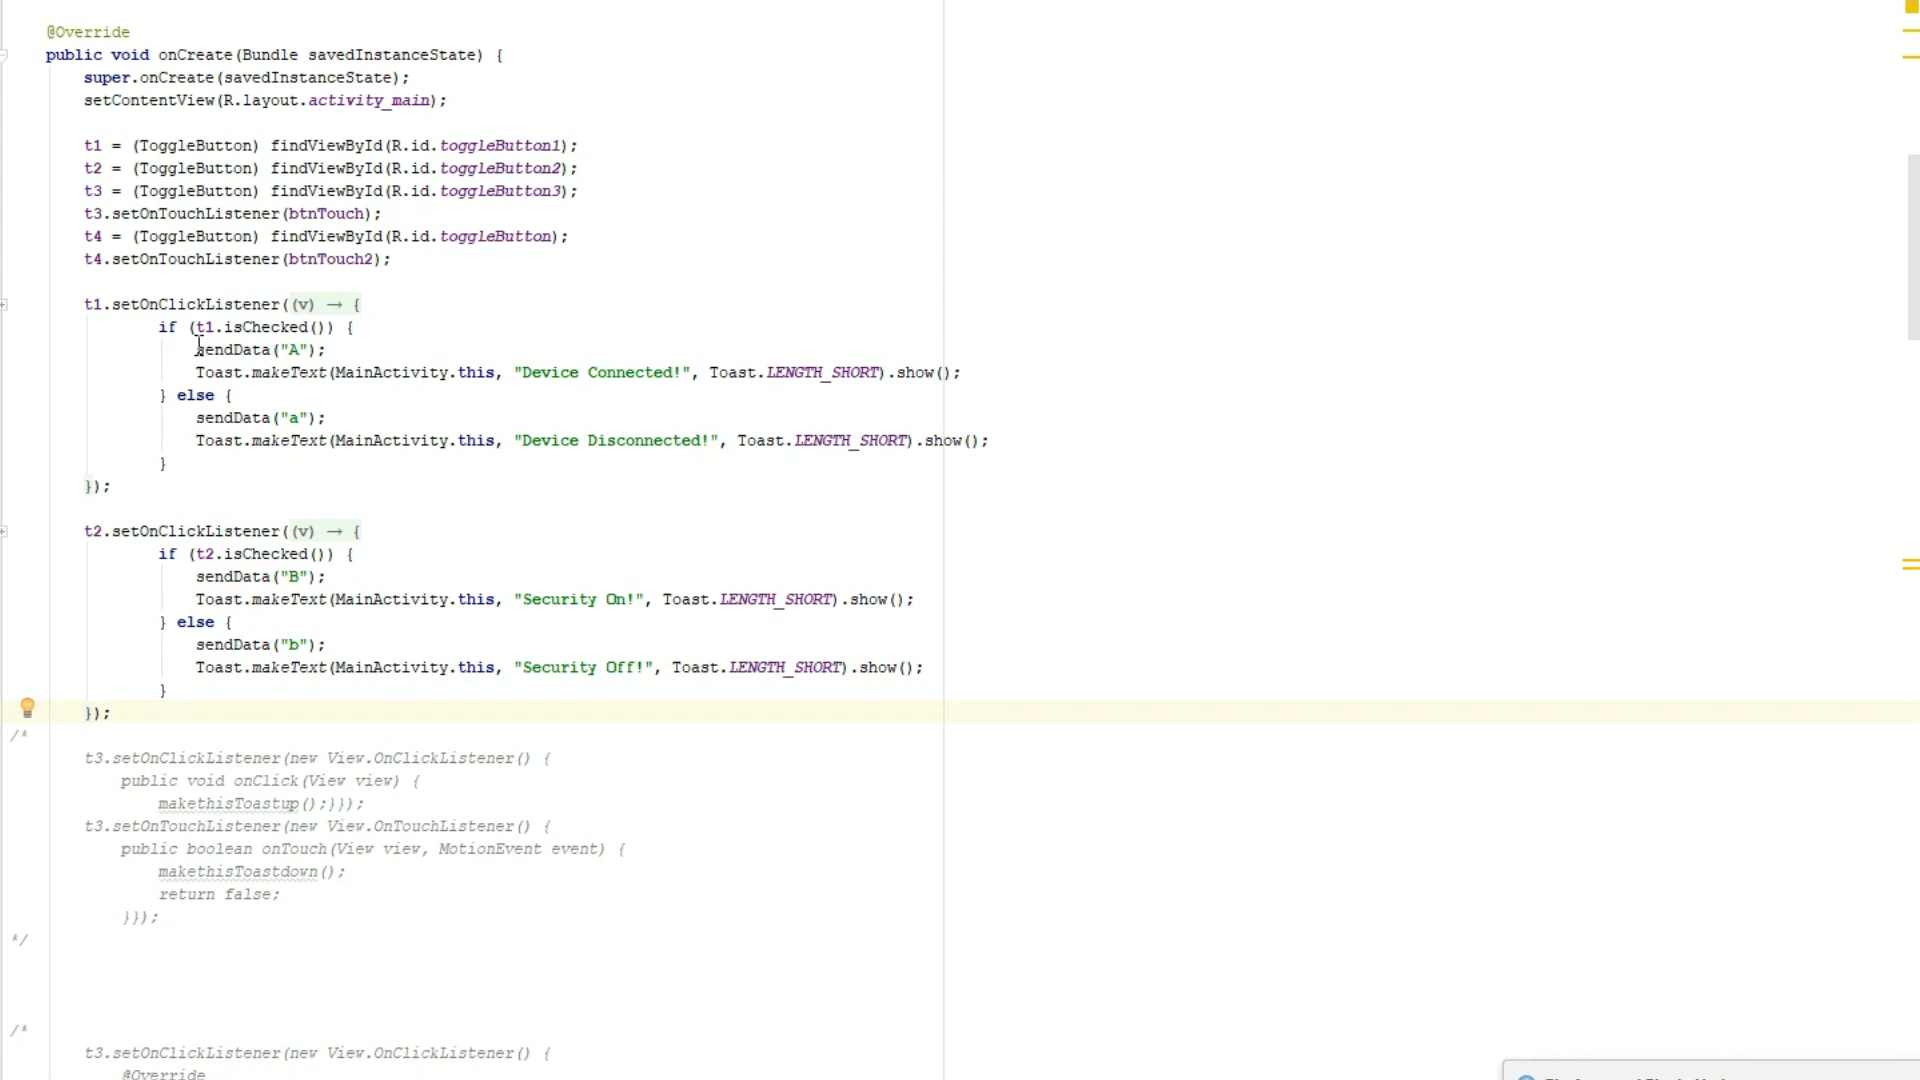 @Override
public void onCreate(Bundle savedInstanceState) {
super.onCreate(savedInstanceState);
setContentView(R.layout.activity_main);
t1 = (ToggleButton) findViewById(R.id.toggleButton1);
t2 = (ToggleButton) findViewById(R.id.toggleButton2);
t3 = (ToggleButton) findViewById(R.id.toggleButton3);
t3.setOnTouchListener(btnTouch);
t4 = (ToggleButton) findViewById(R.id.toggleButton);
t4.setOnTouchListener(btnTouch2);
t1.setOnClickListener((v) → {
if (t1.isChecked()) {
sendData("A");
Toast.makeText(MainActivity.this, "Device Connected!", Toast.LENGTH_SHORT).show();
} else {
sendData("a");
Toast.makeText(MainActivity.this, "Device Disconnected!", Toast.LENGTH_SHORT).show();
}
});
t2.setOnClickListener((v) → {
if (t2.isChecked()) {
sendData("B");
Toast.makeText(MainActivity.this, "Security On!", Toast.LENGTH_SHORT).show();
} else {
sendData("b");
Toast.makeText(MainActivity.this, "Security Off!", Toast.LENGTH_SHORT).show();
}
});
/*
t3.setOnClickListener(new View.OnClickListener() {
public void onClick(View view) {
makethisToastup();}});
t3.setOnTouchListener(new View.OnTouchListener() {
public boolean onTouch(View view, MotionEvent event) {
makethisToastdown();
return false;
}});
*/
/*
t3.setOnClickListener(new View.OnClickListener() {
@Override